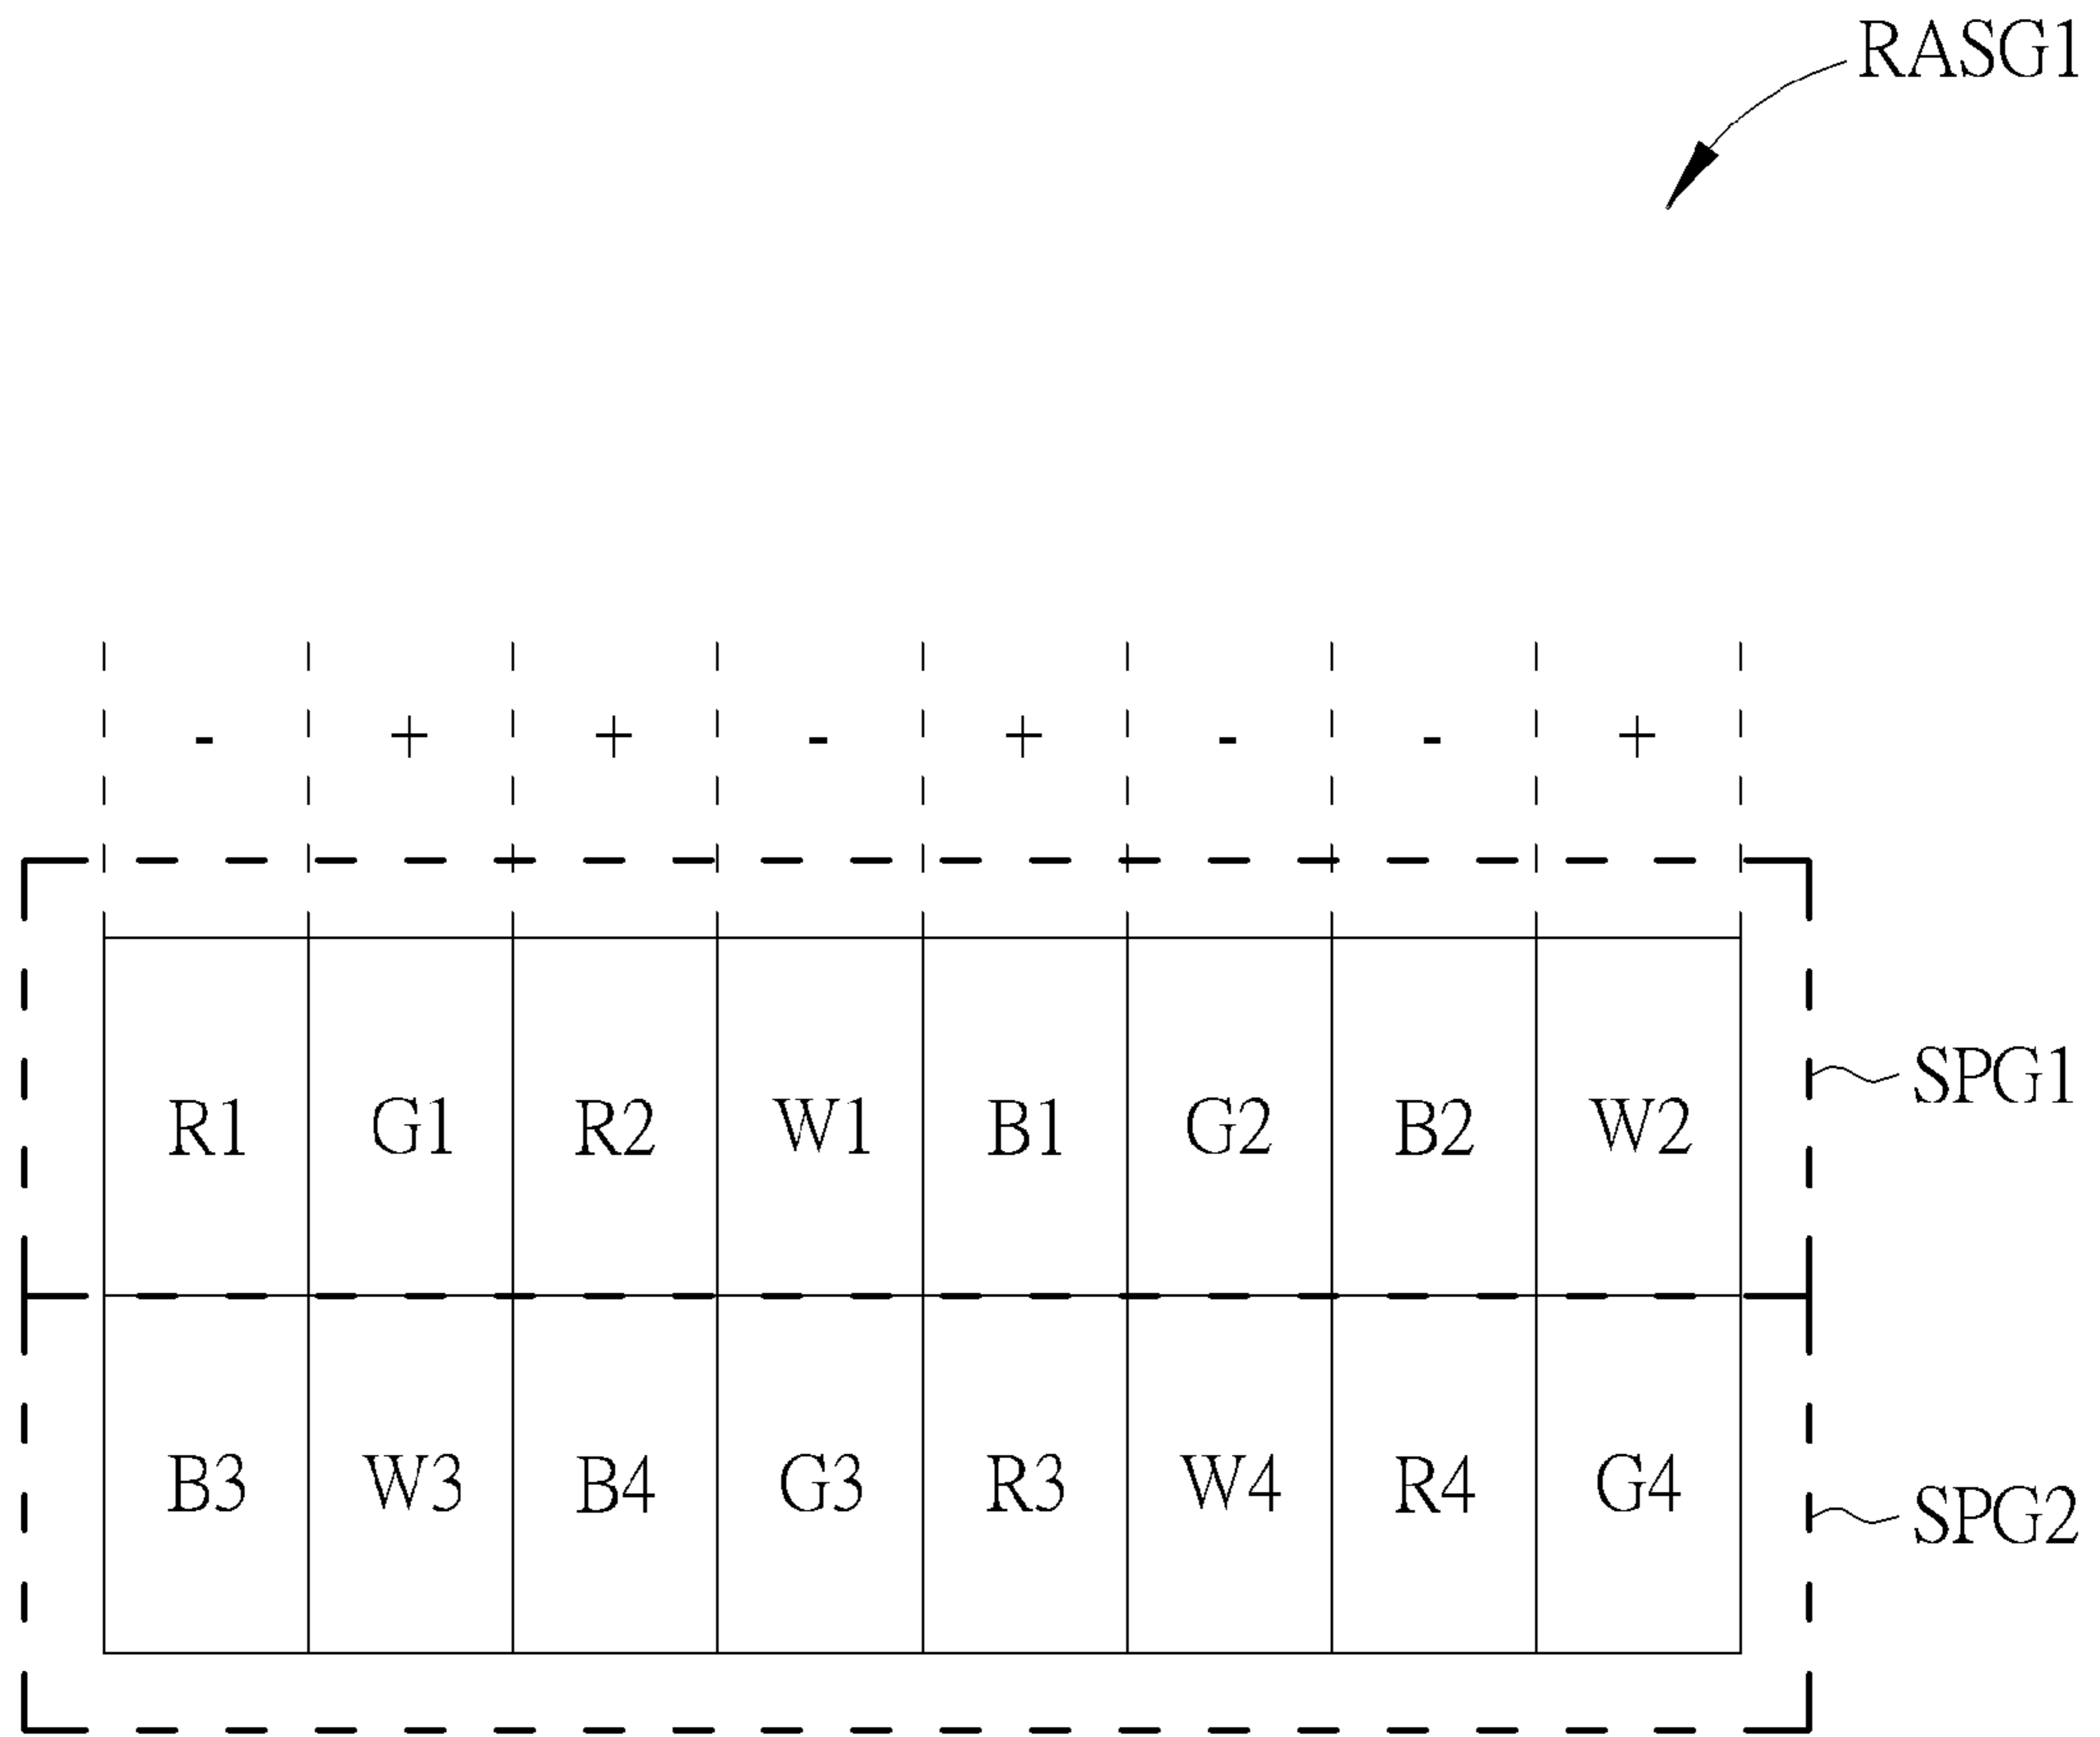 RASG1
- + + - + - - +
R1 G1 R2 W1 B1 G2 B2 W2
SPG1
B3 W3 B4 G3 R3 W4 R4 G4
SPG2